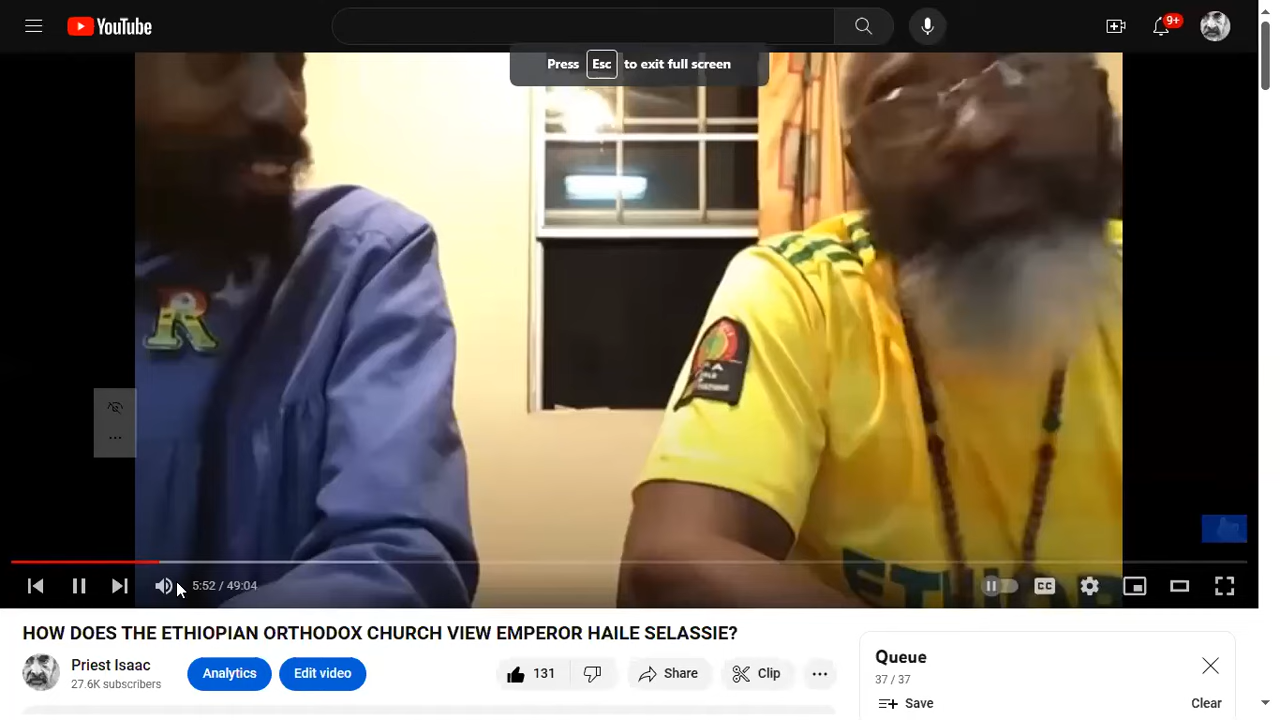 YouTube
9+
Press Esc to exit full screen
R
ETHI
5:52 / 49:04
CC
HOW DOES THE ETHIOPIAN ORTHODOX CHURCH VIEW EMPEROR HAILE SELASSIE?
Priest Isaac
27.6K subscribers
Analytics
Edit video
131
Share
Clip
Queue
37 / 37
Save
Clear